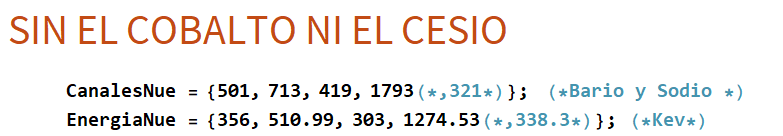 SIN EL COBALTO NI EL CESIO
CanalesNue = {501, 713, 419, 1793(*,321*)}; (*Bario y Sodio *)
EnergiaNue = {356, 510.99, 303, 1274.53(*,338.3*)}; (*Kev*)